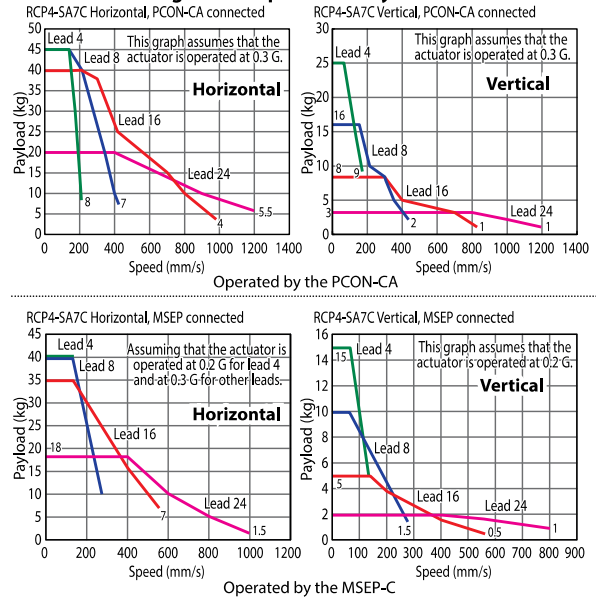 RCP4-SA7C Horizontal, PCON-CA connected
50
45
40
35
30
25
20
15
10
5
0
Payload (kg)
Lead 4
Lead 8
This graph assumes that the
actuator is operated at 0.3 G.
Horizontal
Lead 16
Lead 24
8
7
4
5.5
0 200 400 600 800 1000 1200 1400
Speed (mm/s)
RCP4-SA7C Vertical, PCON-CA connected
30
25
20
15
10
5
0
Payload (kg)
Lead 4
This graph assumes that the
actuator is operated at 0.3 G.
Vertical
16
Lead 8
8
9
Lead 16
3
Lead 24
2
1
1
0 200 400 600 800 1000 1200 1400
Speed (mm/s)
Operated by the PCON-CA
RCP4-SA7C Horizontal, MSEP connected
45
40
35
30
25
20
15
10
5
0
Payload (kg)
Lead 4
Lead 8
Assuming that the actuator is
operated at 0.2 G for lead 4
and at 0.3 G for other leads.
Horizontal
Lead 16
18
Lead 24
7
1.5
0 200 400 600 800 1000 1200
Speed (mm/s)
RCP4-SA7C Vertical, MSEP connected
16
14
12
10
8
6
4
2
0
Payload (kg)
15
Lead 4
This graph assumes that the
actuator is operated at 0.2 G.
Vertical
Lead 8
5
Lead 16
Lead 24
1.5
0.5
1
0 100 200 300 400 500 600 700 800 900
Speed (mm/s)
Operated by the MSEP-C